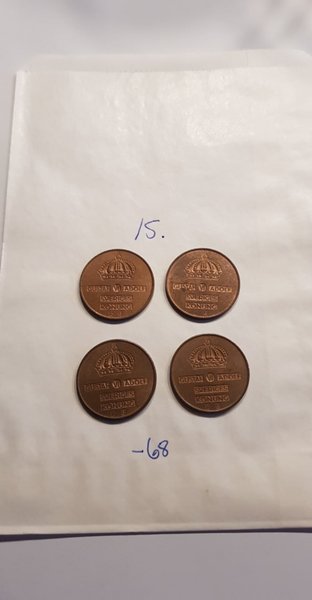 15.
GUSTAF VI ADOLF
SVERIGES
KONUNG
GUSTAF VI ADOLF
SVERIGES
KONUNG
GUSTAF VI ADOLF
SVERIGES
KONUNG
GUSTAF VI ADOLF
SVERIGES
KONUNG
-68